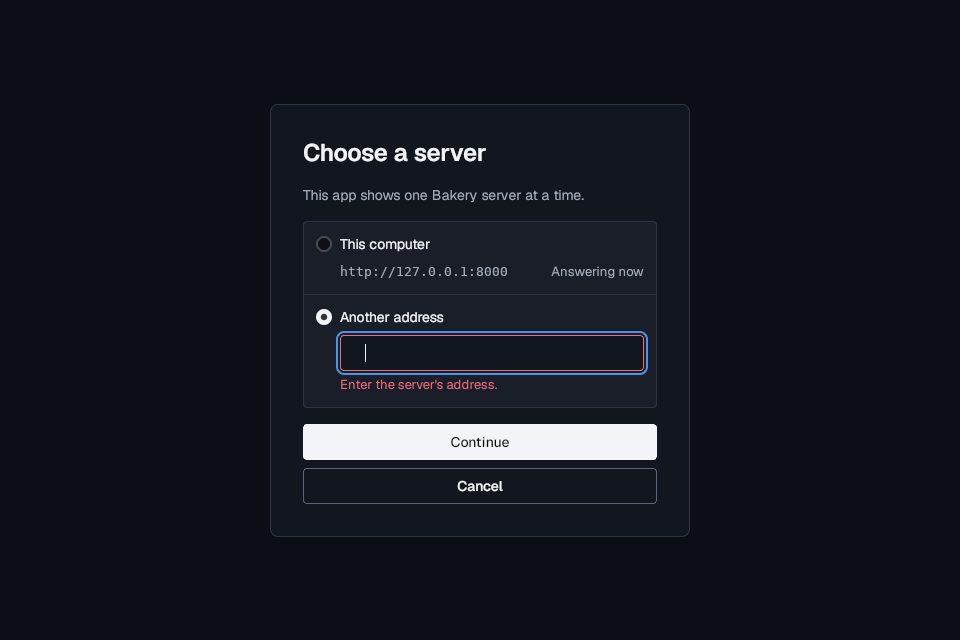 Choose a server
This app shows one Bakery server at a time.
This computer
http://127.0.0.1:8000 Answering now
Another address
Enter the server's address.
Continue
Cancel